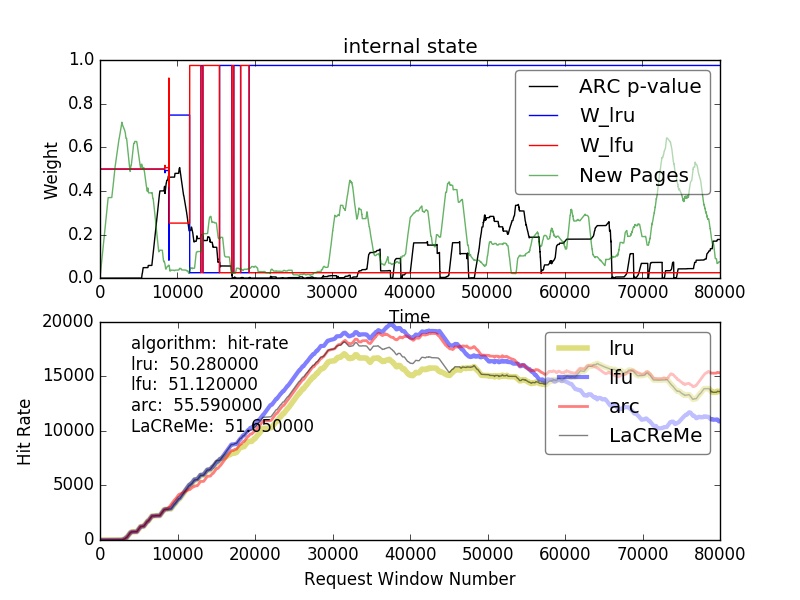 internal state
1.0
0.8
0.6
0.4
0.2
0.0
Weight
ARC p-value
W_lru
W_lfu
New Pages
0 10000 20000 30000 40000 50000 60000 70000 80000
Time
20000
15000
10000
5000
0
Hit Rate
algorithm: hit-rate
lru: 50.280000
lfu: 51.120000
arc: 55.590000
LaCReMe: 51.650000
lru
lfu
arc
LaCReMe
0 10000 20000 30000 40000 50000 60000 70000 80000
Request Window Number